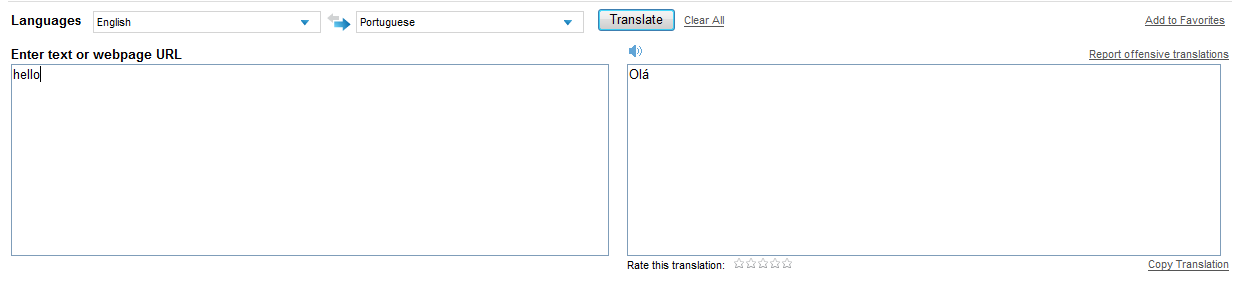 Languages English Portuguese Translate Clear All Add to Favorites
Enter text or webpage URL Report offensive translations
hello Olá
Rate this translation: Copy Translation